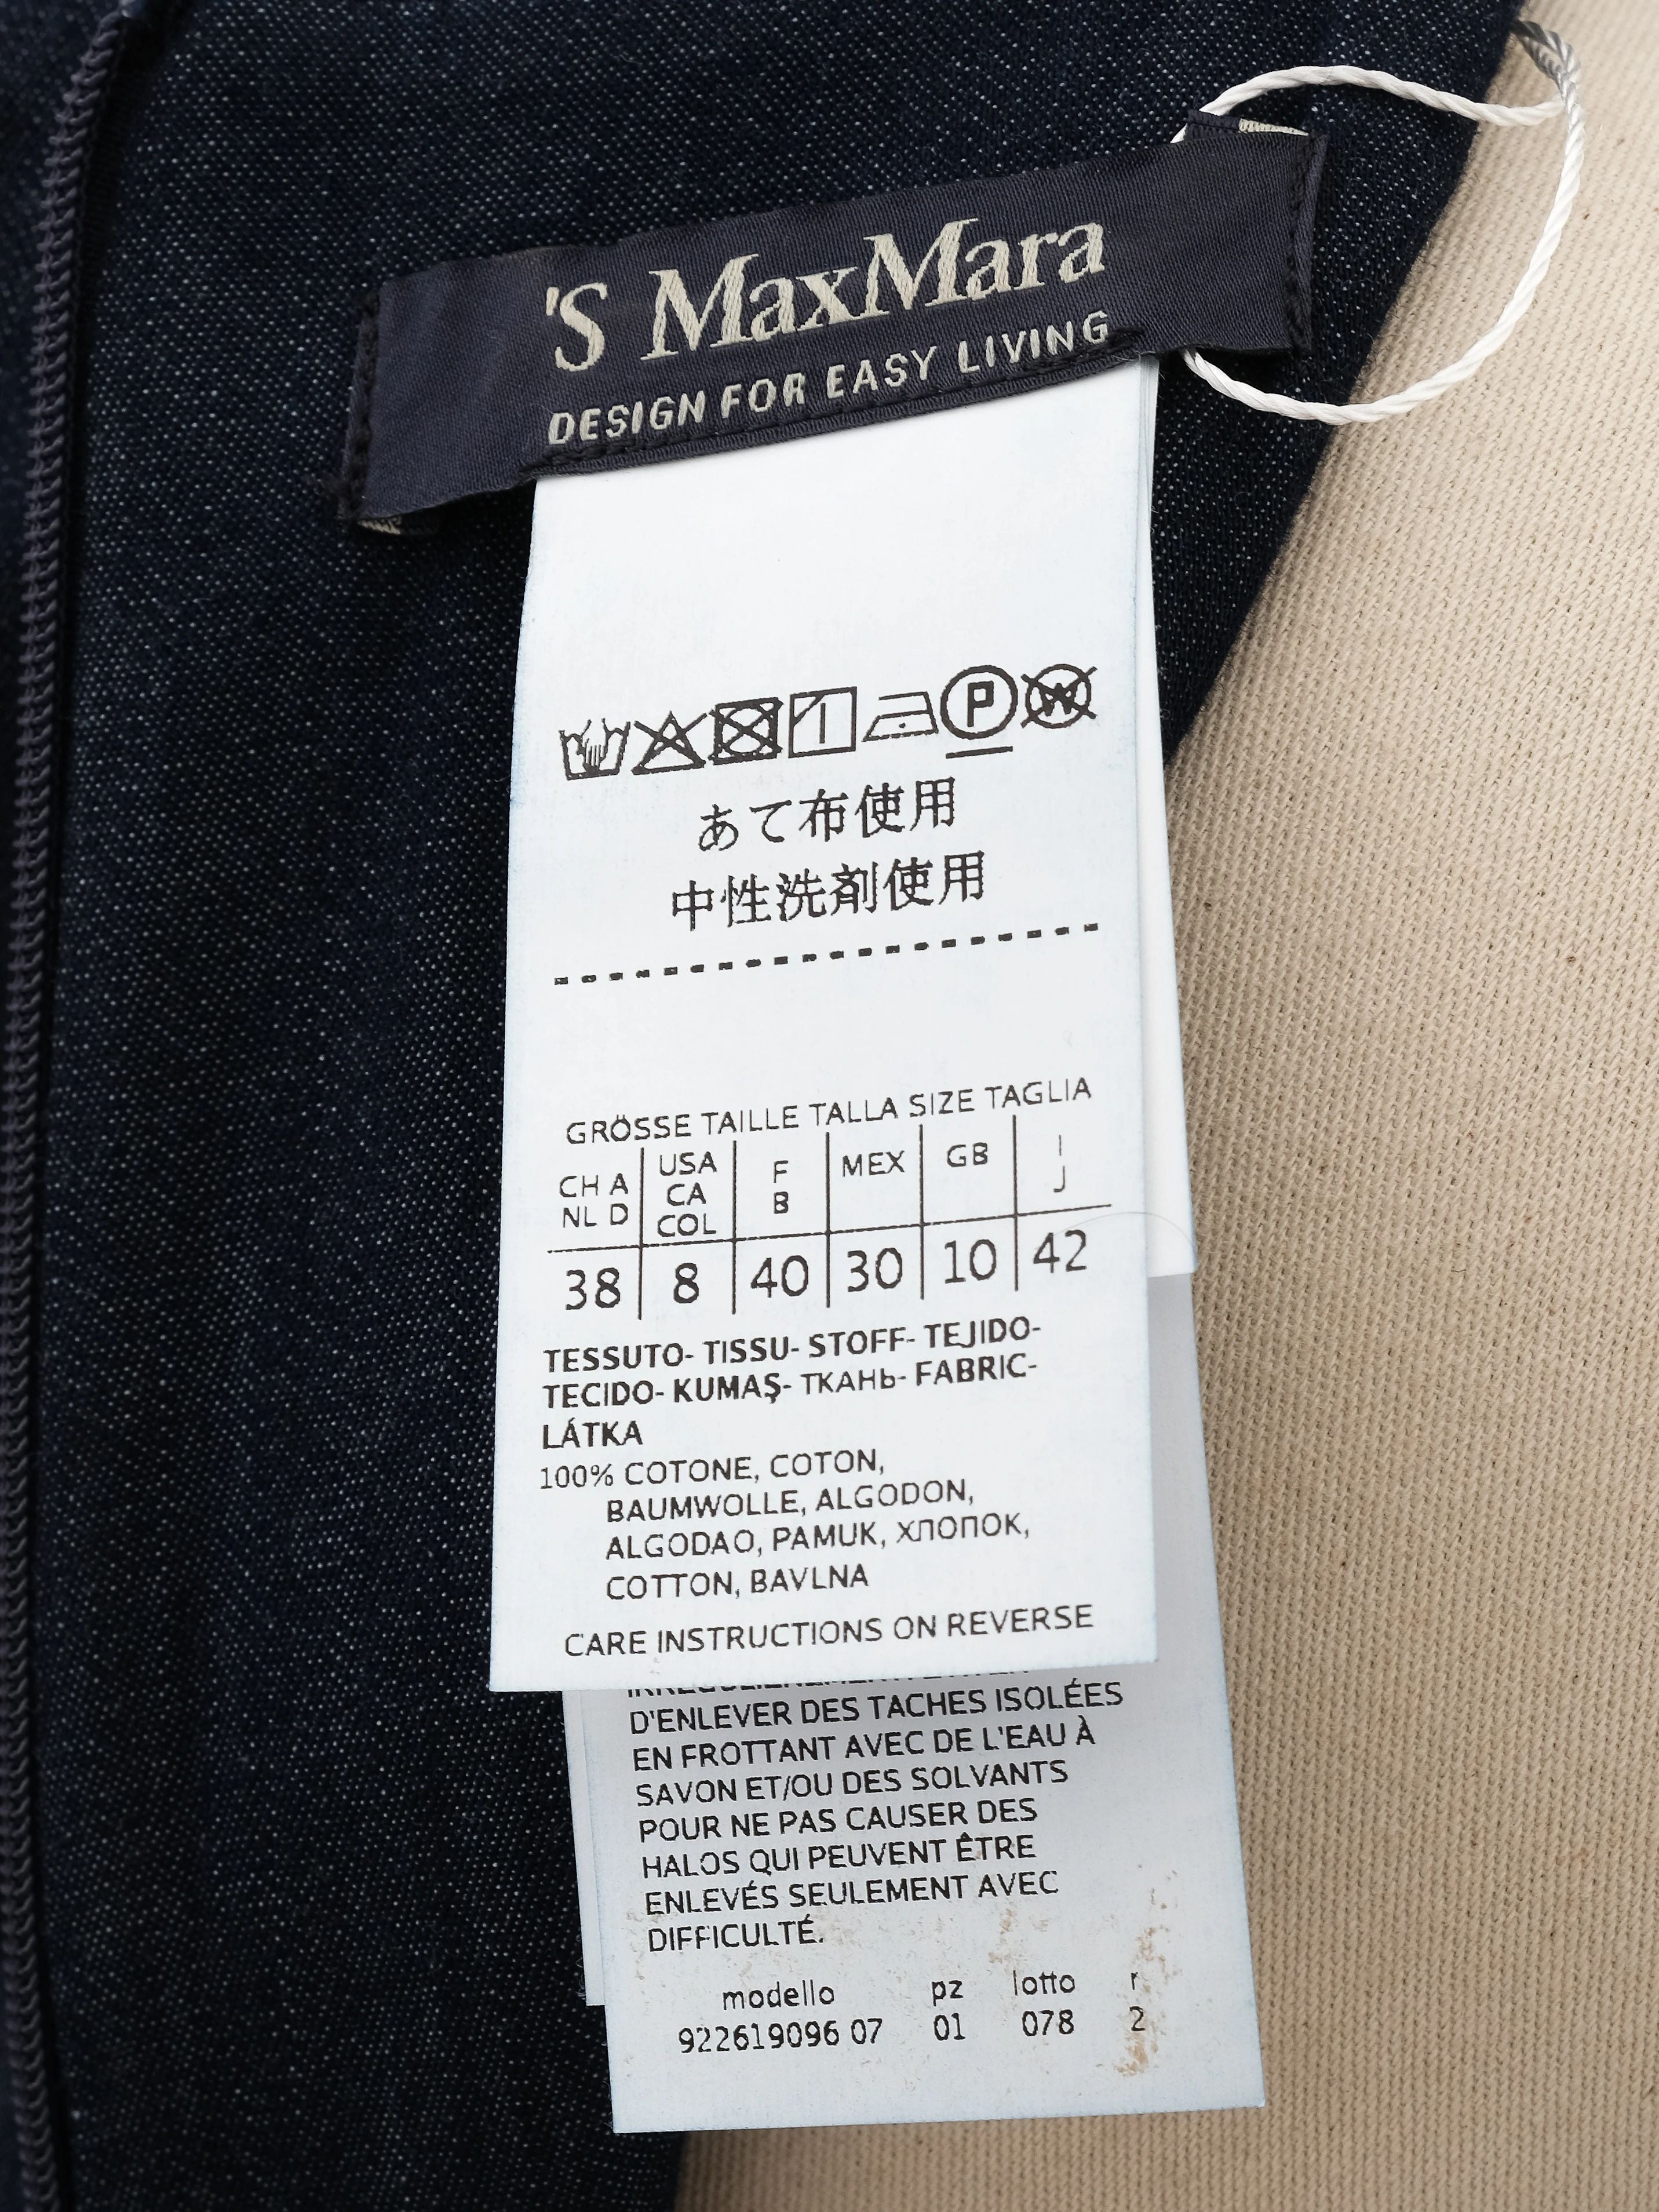 'S MaxMara
DESIGN FOR EASY LIVING
P W
あて布使用
中性洗剤使用
GRÖSSE TAILLE TALLA SIZE TAGLIA
CH A NL D USA CA COL F B MEX GB I J
38 8 40 30 10 42
TESSUTO- TISSU- STOFF- TEJIDO-
TECIDO- KUMAŞ- ТКАНЬ- FABRIC-
LÁTKA
100% COTONE, COTON,
BAUMWOLLE, ALGODON,
ALGODAO, PAMUK, ХЛОПОК,
COTTON, BAVLNA
CARE INSTRUCTIONS ON REVERSE
D'ENLEVER DES TACHES ISOLÉES
EN FROTTANT AVEC DE L'EAU À
SAVON ET/OU DES SOLVANTS
POUR NE PAS CAUSER DES
HALOS QUI PEUVENT ÊTRE
ENLEVÉS SEULEMENT AVEC
DIFFICULTÉ.
modello pz lotto r
922619096 07 01 078 2